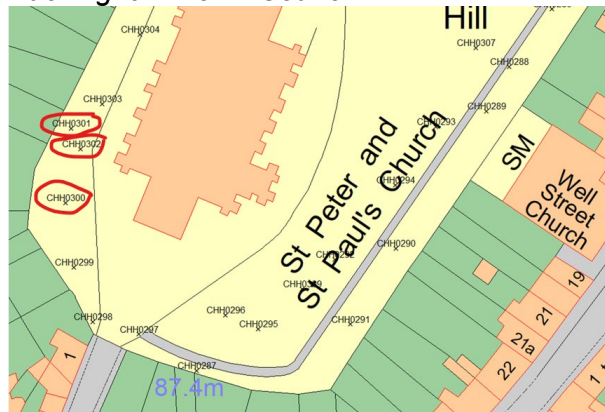 Hill
CHH0304
CHH0307
CHH0288
CHH0303
CHH0289
CHH0301
CHH0293
CHH0302
SM
CHH0294
Well
Street
Church
CHH0300
St Peter and
St Paul's Church
CHH0290
CHH0299
19
CHH0296
CHH0298
CHH0295
CHH0291
21
CHH0297
21a
1
22
CHH0287
87.4m
1